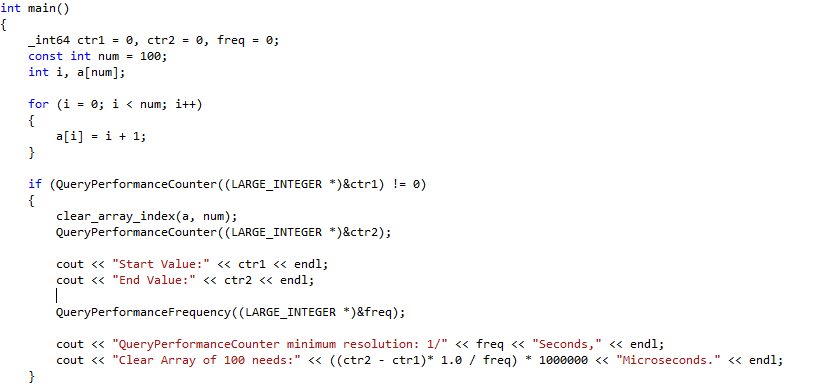 int main()
{
    _int64 ctr1 = 0, ctr2 = 0, freq = 0;
    const int num = 100;
    int i, a[num];

    for (i = 0; i < num; i++)
    {
        a[i] = i + 1;
    }

    if (QueryPerformanceCounter((LARGE_INTEGER *)&ctr1) != 0)
    {
        clear_array_index(a, num);
        QueryPerformanceCounter((LARGE_INTEGER *)&ctr2);

        cout << "Start Value:" << ctr1 << endl;
        cout << "End Value:" << ctr2 << endl;

        QueryPerformanceFrequency((LARGE_INTEGER *)&freq);

        cout << "QueryPerformanceCounter minimum resolution: 1/" << freq << "Seconds," << endl;
        cout << "Clear Array of 100 needs:" << ((ctr2 - ctr1)* 1.0 / freq) * 1000000 << "Microseconds." << endl;
    }